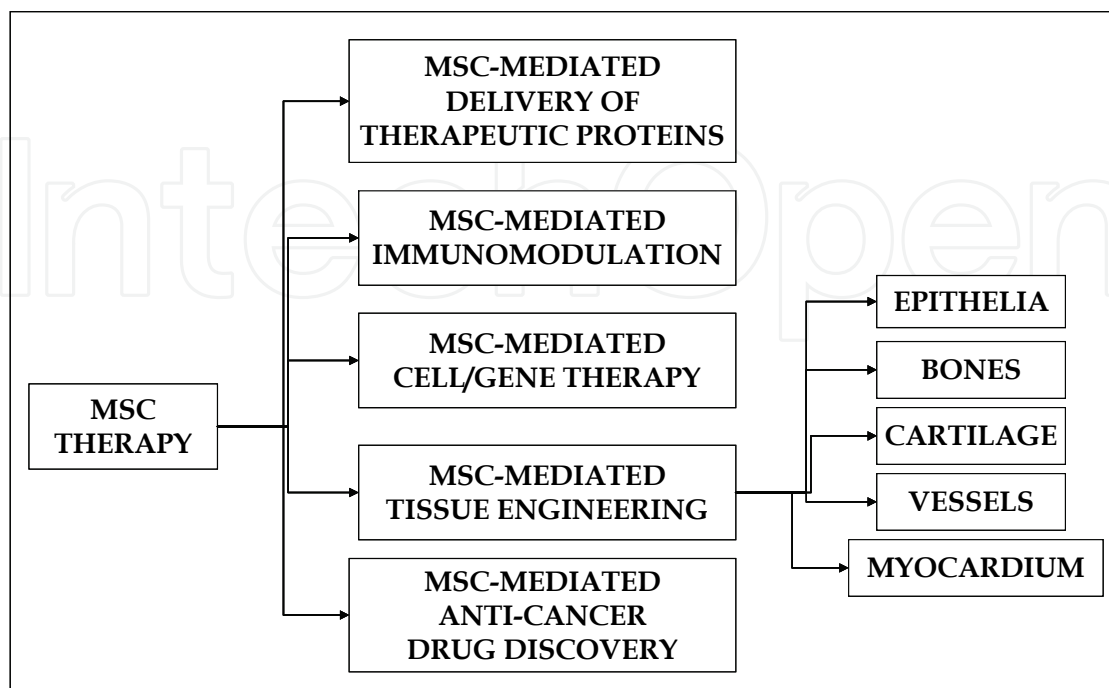 MSC-MEDIATED
DELIVERY OF
THERAPEUTIC PROTEINS
MSC-MEDIATED
IMMUNOMODULATION
MSC-MEDIATED
CELL/GENE THERAPY
MSC
THERAPY
MSC-MEDIATED
TISSUE ENGINEERING
MSC-MEDIATED
ANTI-CANCER
DRUG DISCOVERY
EPITHELIA
BONES
CARTILAGE
VESSELS
MYOCARDIUM
IntechOpen